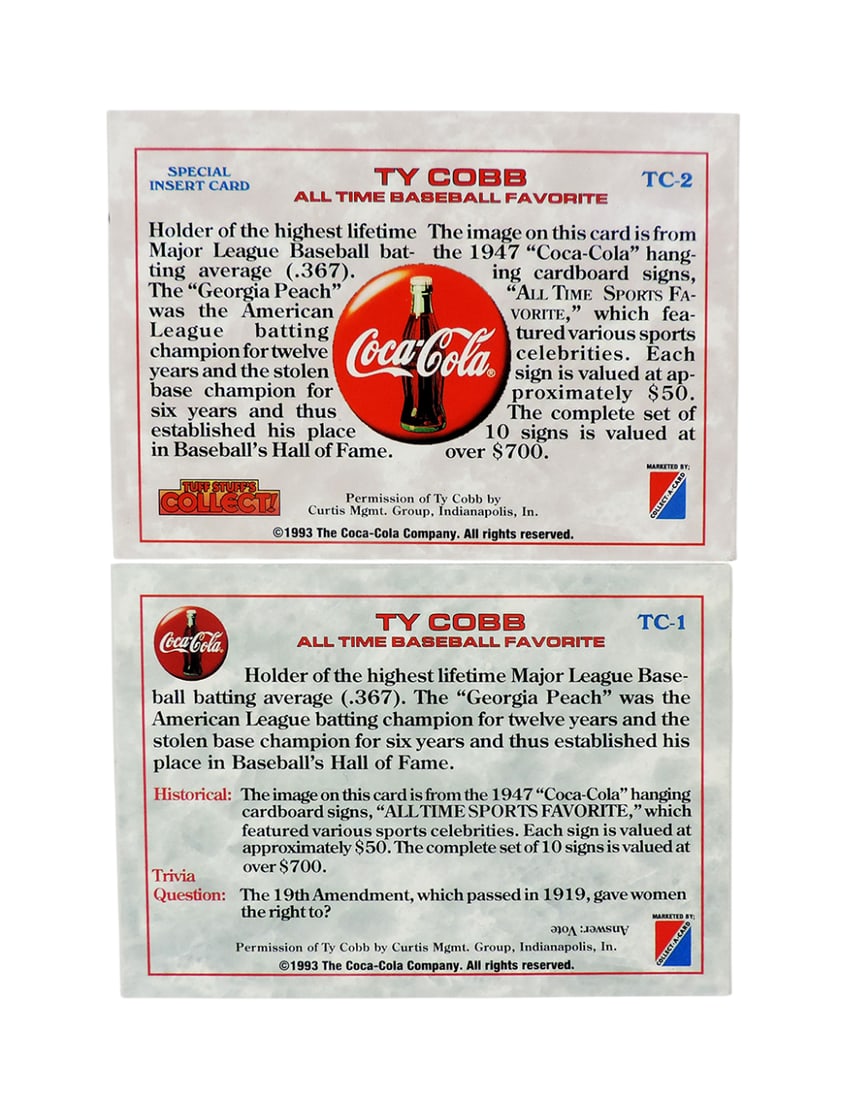 SPECIAL
INSERT CARD
TY COBB
ALL TIME BASEBALL FAVORITE
TC-2
Holder of the highest lifetime
Major League Baseball bat-
ting average (.367).
The “Georgia Peach”
was the American
League batting
champion for twelve
years and the stolen
base champion for
six years and thus
established his place
in Baseball's Hall of Fame.
The image on this card is from
the 1947 “Coca-Cola” hang-
ing cardboard signs,
“ALL TIME SPORTS FA-
VORITE,” which fea-
tured various sports
celebrities. Each
sign is valued at ap-
proximately $50.
The complete set of
10 signs is valued at
over $700.
Coca-Cola®
TUFF STUFF'S
COLLECT!
Permission of Ty Cobb by
Curtis Mgmt. Group, Indianapolis, In.
©1993 The Coca-Cola Company. All rights reserved.
MARKETED BY;
COLLECT-A-CARD
Coca-Cola
TY COBB
ALL TIME BASEBALL FAVORITE
TC-1
Holder of the highest lifetime Major League Base-
ball batting average (.367). The “Georgia Peach” was the
American League batting champion for twelve years and the
stolen base champion for six years and thus established his
place in Baseball's Hall of Fame.
Historical: The image on this card is from the 1947 “Coca-Cola” hanging
cardboard signs, “ALL TIME SPORTS FAVORITE,” which
featured various sports celebrities. Each sign is valued at
approximately $50. The complete set of 10 signs is valued at
over $700.
Trivia
Question: The 19th Amendment, which passed in 1919, gave women
the right to?
Answer: Vote
Permission of Ty Cobb by Curtis Mgmt. Group, Indianapolis, In.
©1993 The Coca-Cola Company. All rights reserved.
MARKETED BY;
COLLECT-A-CARD